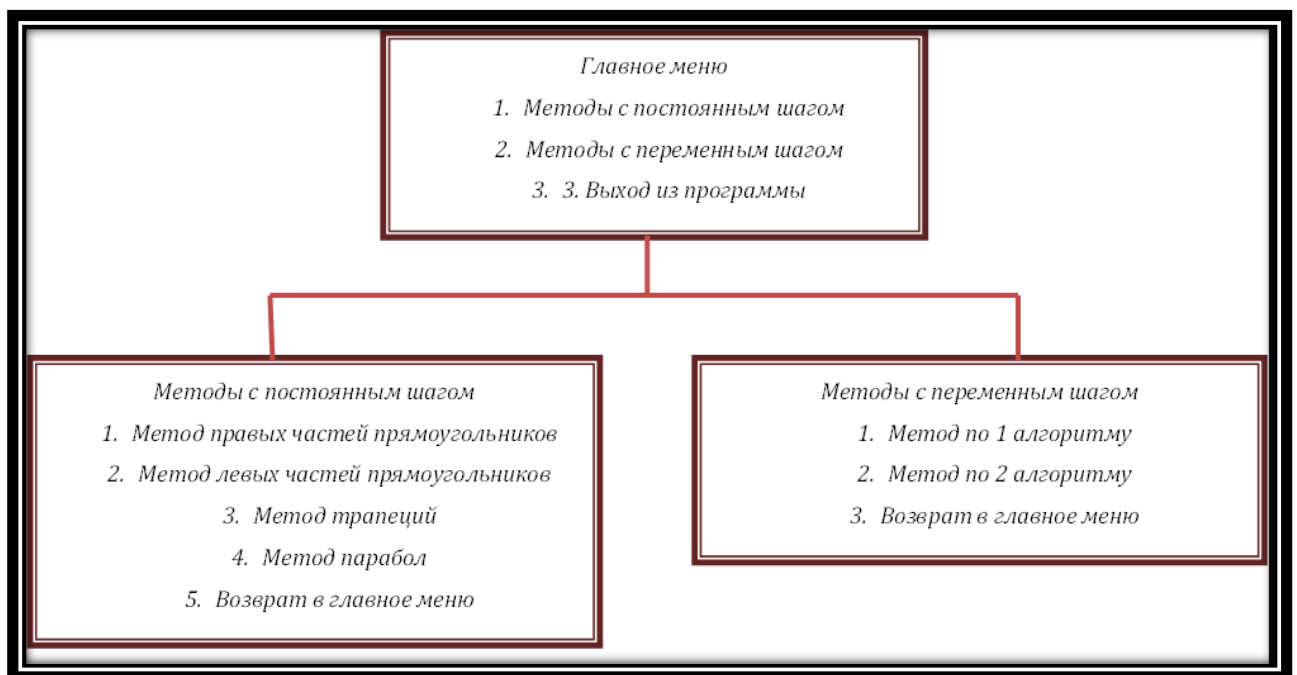 Главное меню
1. Методы с постоянным шагом
2. Методы с переменным шагом
3. 3. Выход из программы
Методы с постоянным шагом
1. Метод правых частей прямоугольников
2. Метод левых частей прямоугольников
3. Метод трапеций
4. Метод парабол
5. Возврат в главное меню
Методы с переменным шагом
1. Метод по 1 алгоритму
2. Метод по 2 алгоритму
3. Возврат в главное меню